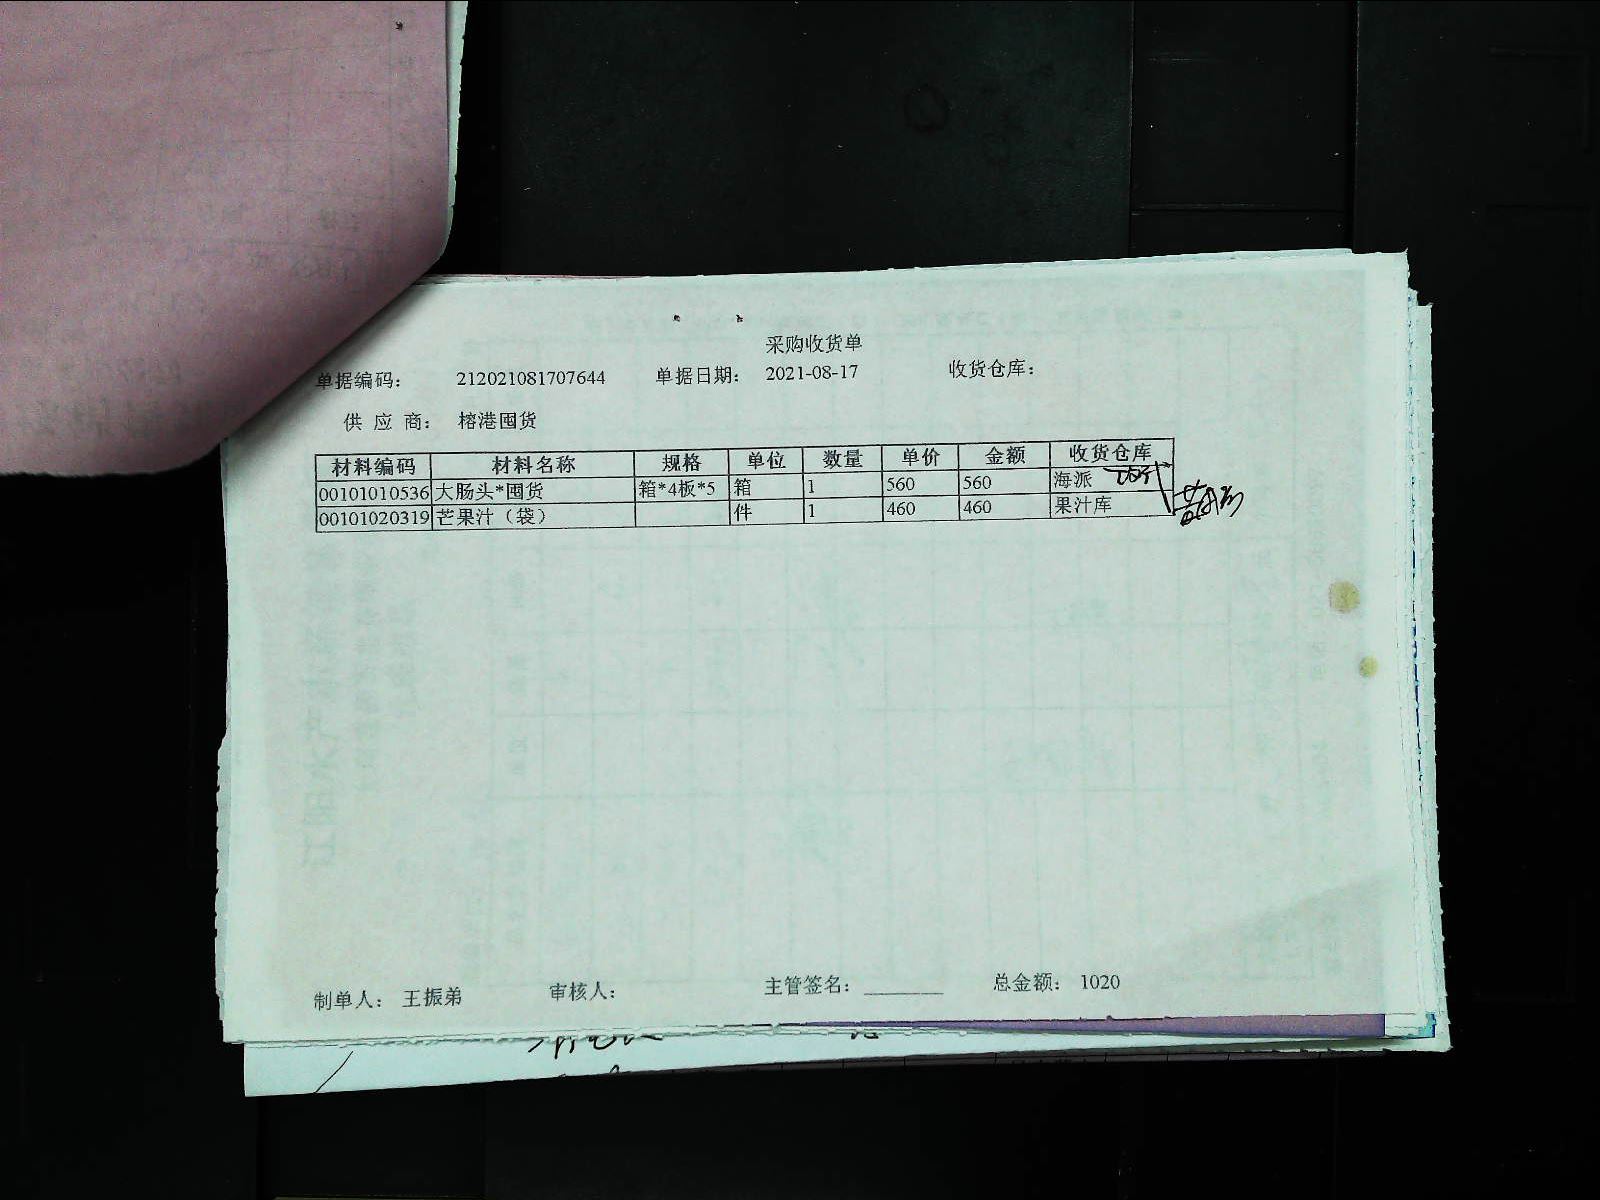 采购收货单
单据编码： 212021081707644 单据日期： 2021-08-17 收货仓库：
供 应 商： 榕港囤货
材料编码 材料名称 规格 单位 数量 单价 金额 收货仓库
00101010536 大肠头*囤货 箱*4板*5 箱 1 560 560 海派
00101020319 芒果汁（袋） 件 1 460 460 果汁库
制单人： 王振弟 审核人： 主管签名：________ 总金额： 1020